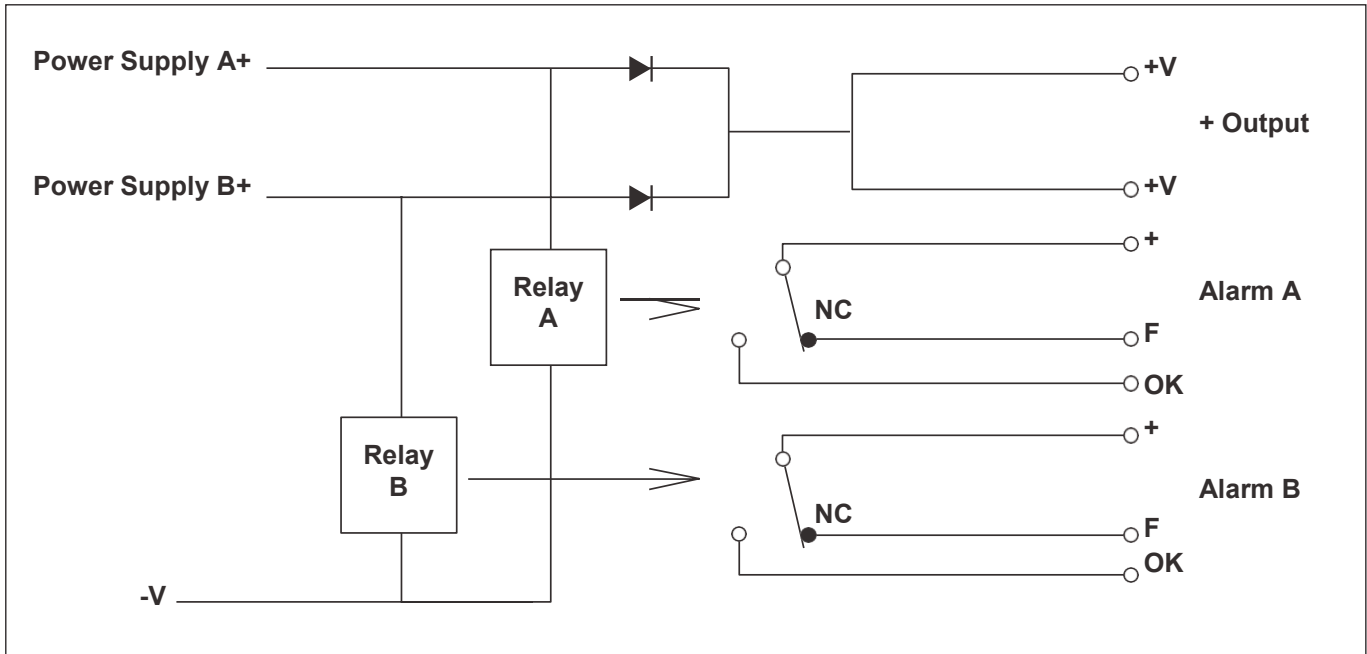 Power Supply A+
+V
+ Output
Power Supply B+
+V
+
Relay
A
Alarm A
NC
F
OK
+
Relay
B
Alarm B
NC
F
OK
-V